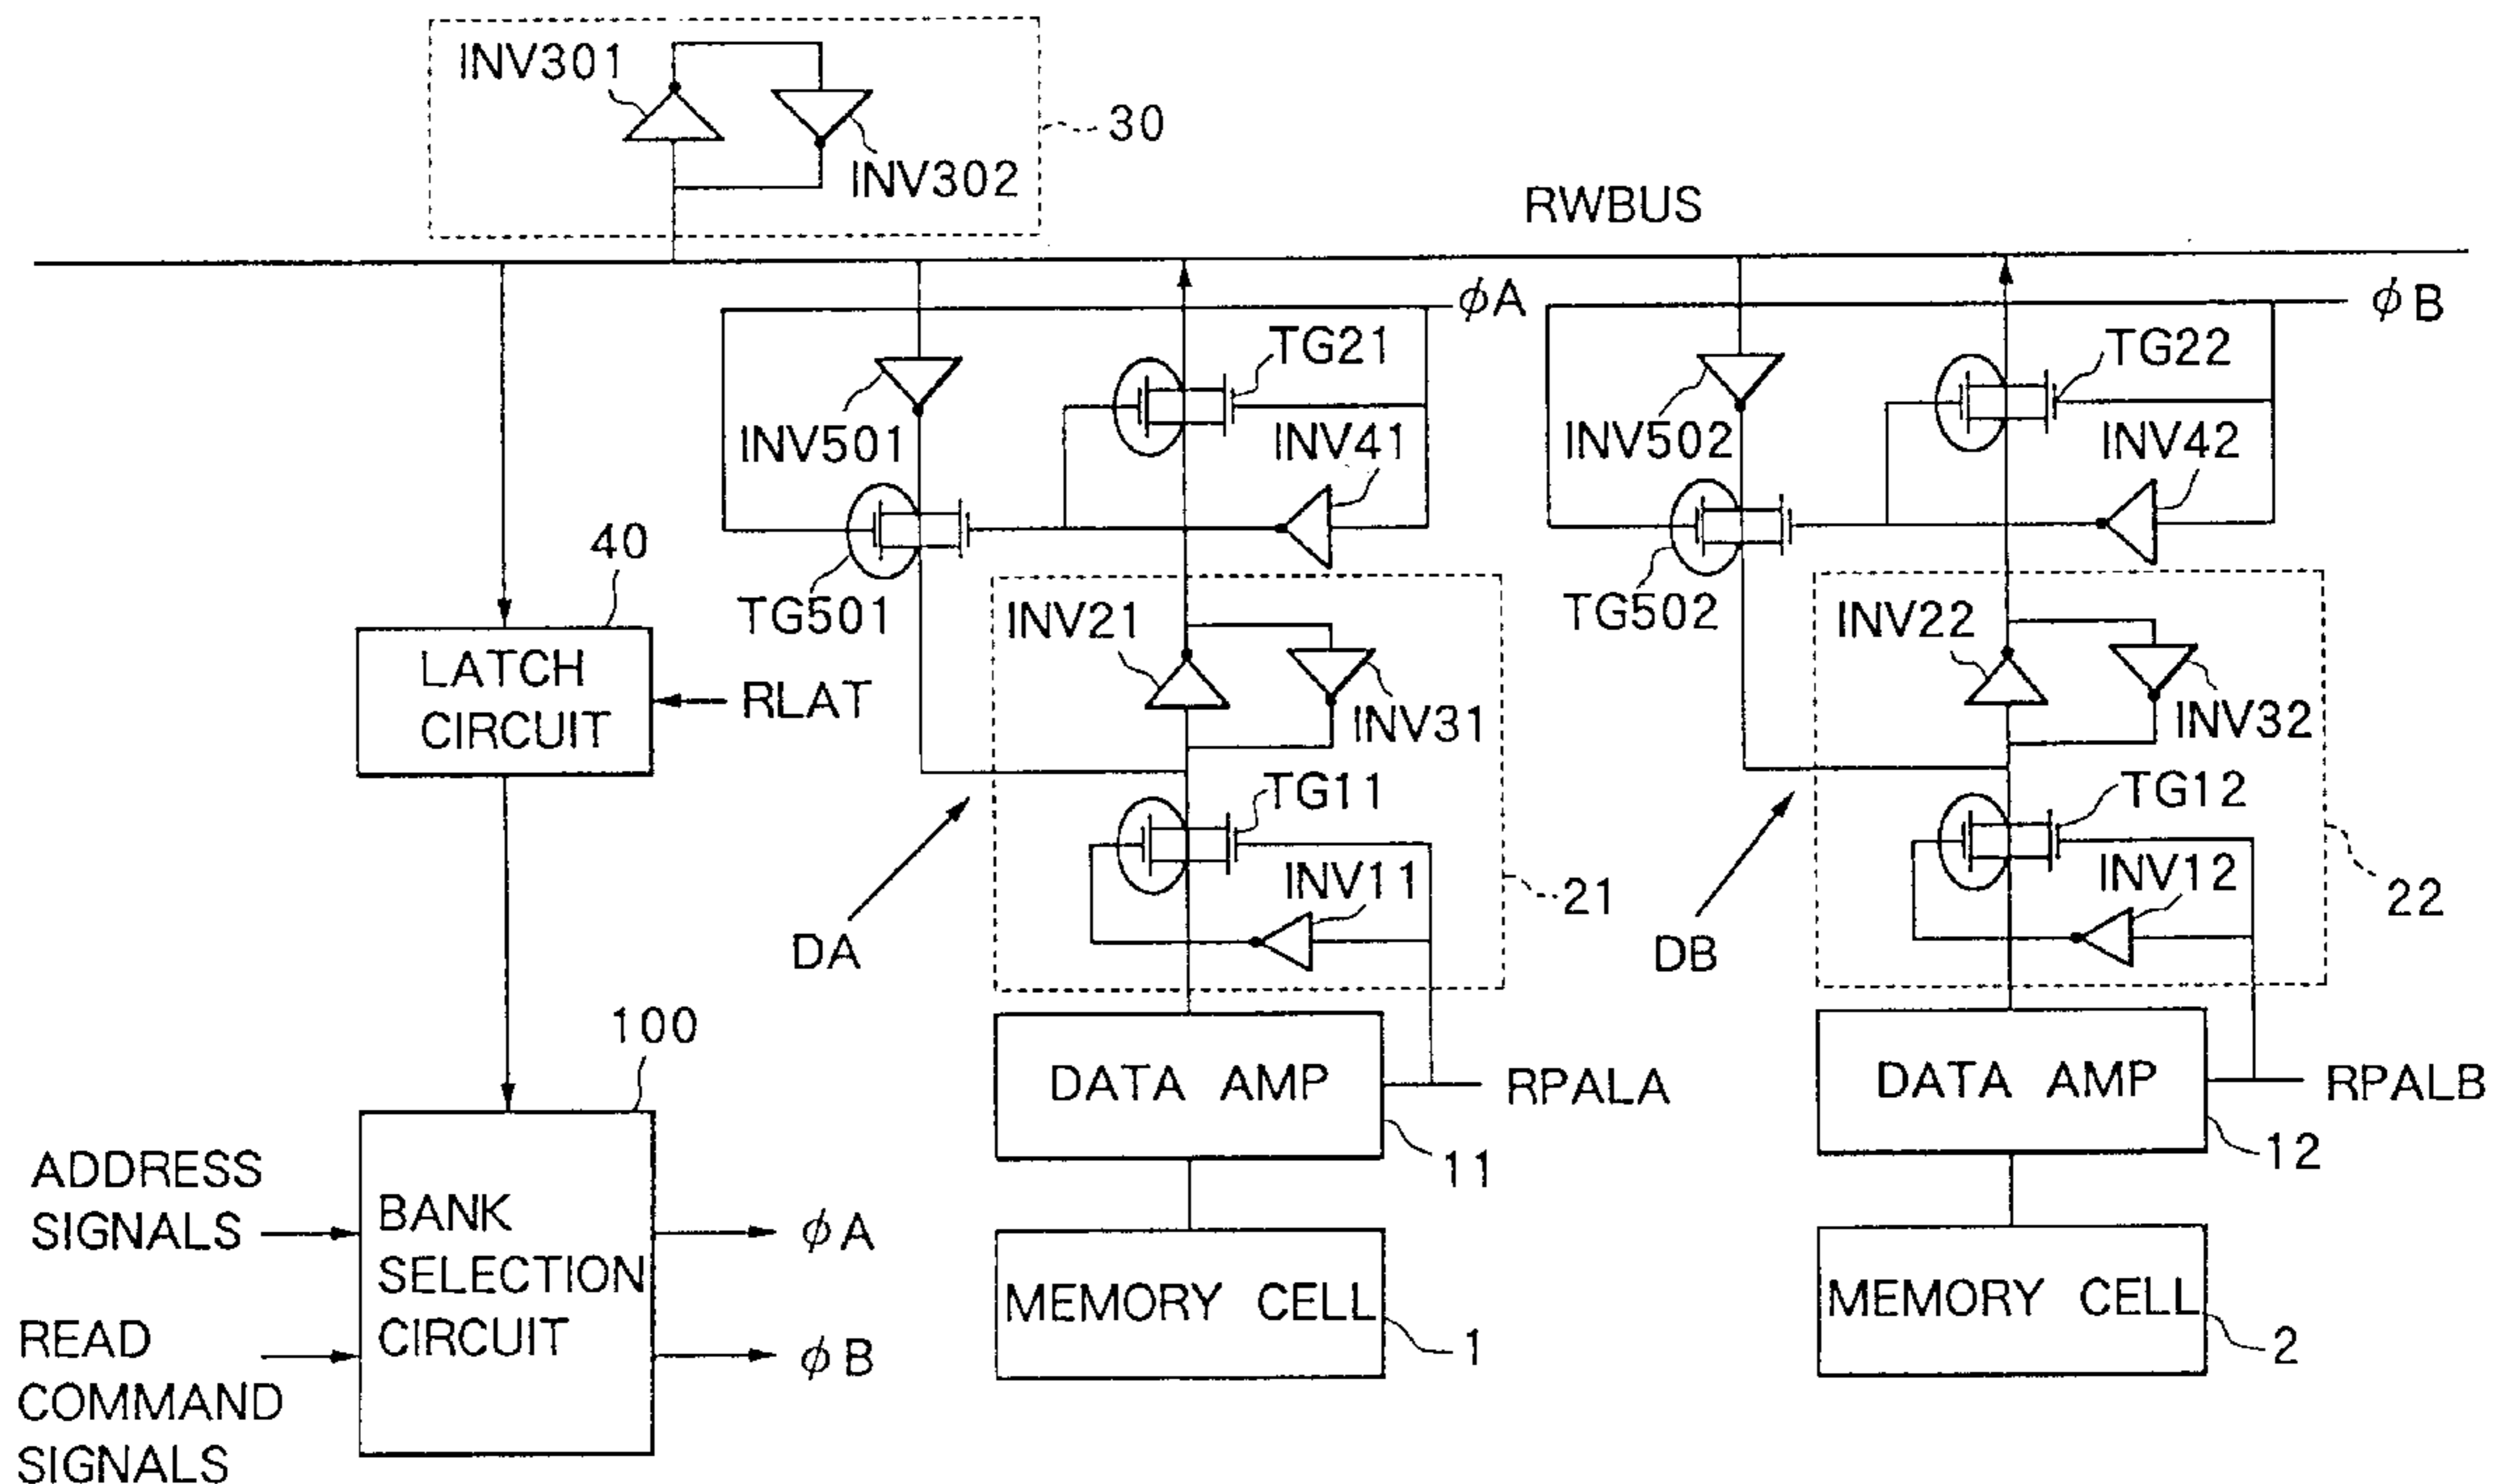 INV301
30
INV302
RWBUS
ϕA
ϕB
TG21
TG22
INV501
INV41
INV502
INV42
40
TG501
INV21
TG502
INV22
LATCH
CIRCUIT
RLAT
INV31
INV32
TG11
TG12
INV11
21
INV12
22
DA
DB
100
DATA AMP
RPALA
DATA AMP
RPALB
11
12
ADDRESS
SIGNALS
BANK
SELECTION
CIRCUIT
ϕA
ϕB
READ
COMMAND
SIGNALS
MEMORY CELL
1
MEMORY CELL
2